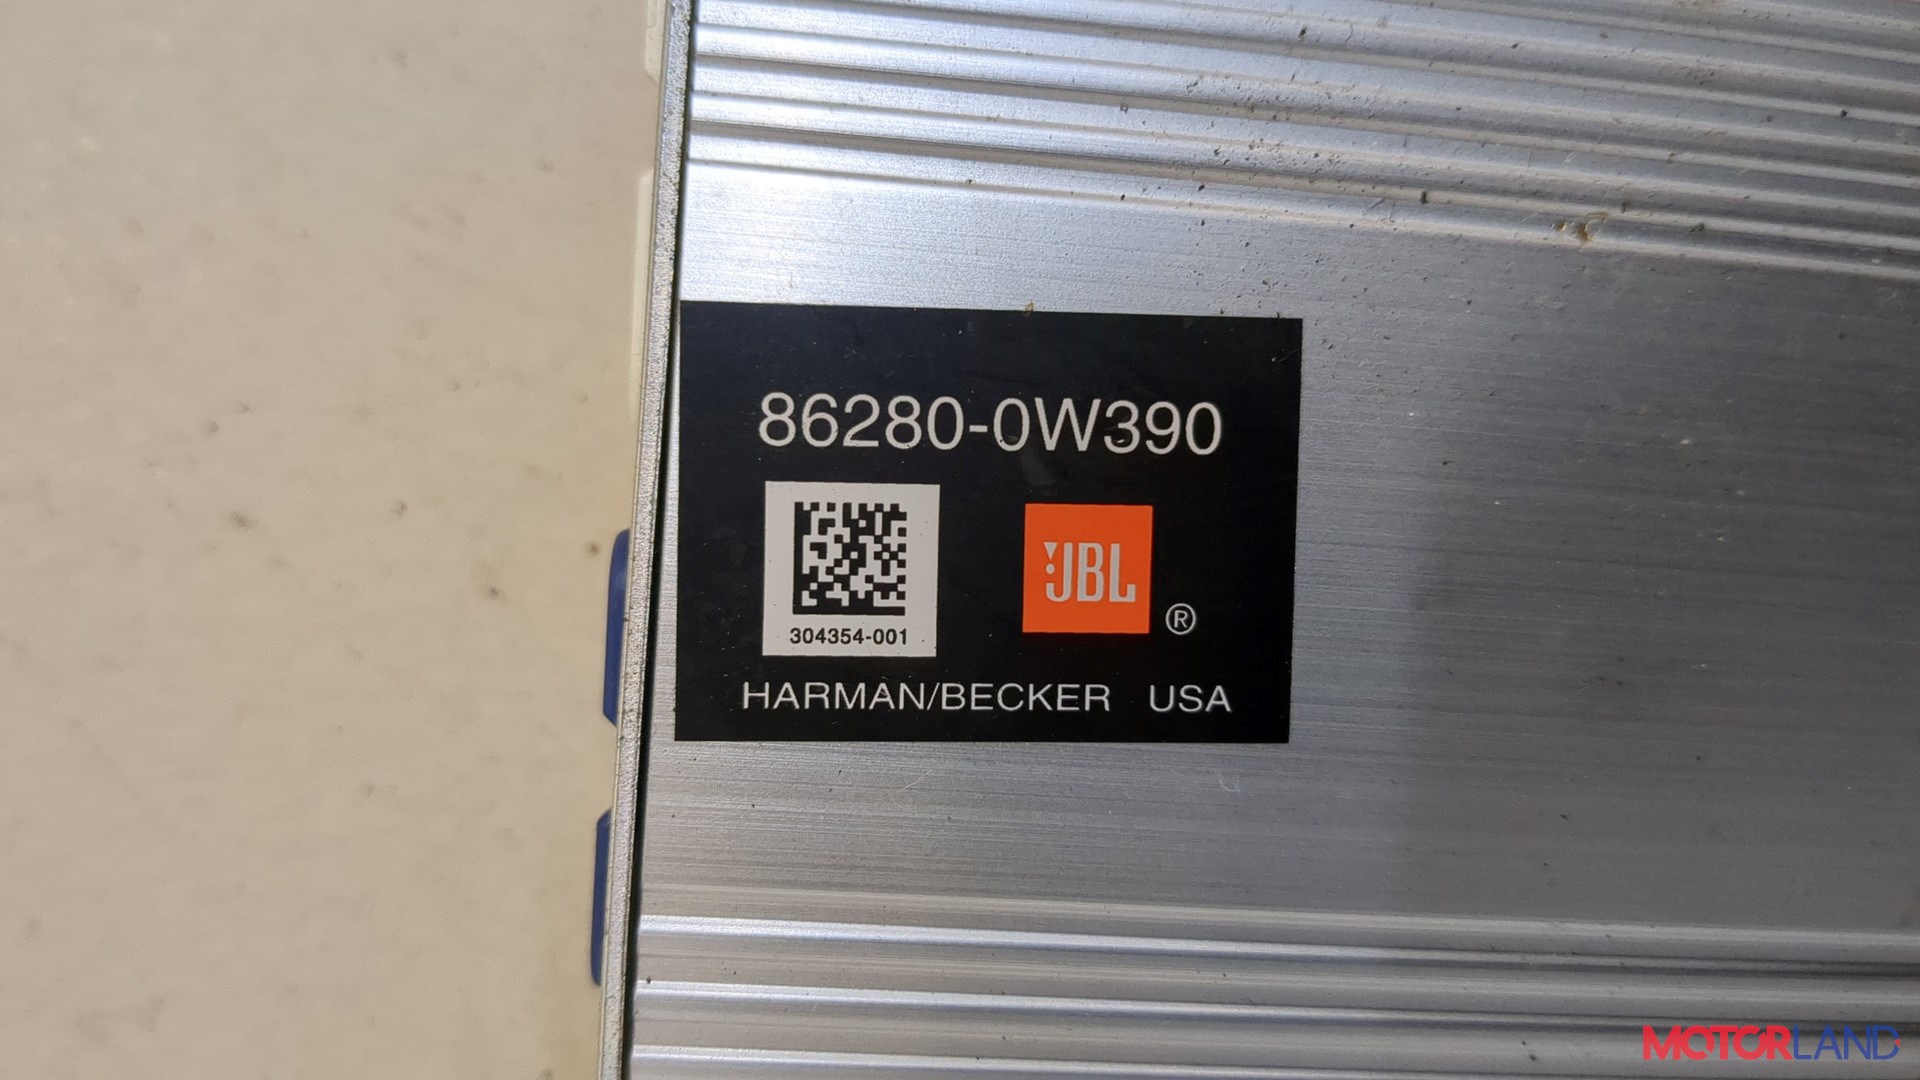 86280-0W390
304354-001
JBL
®
HARMAN/BECKER USA
MOTORLAND